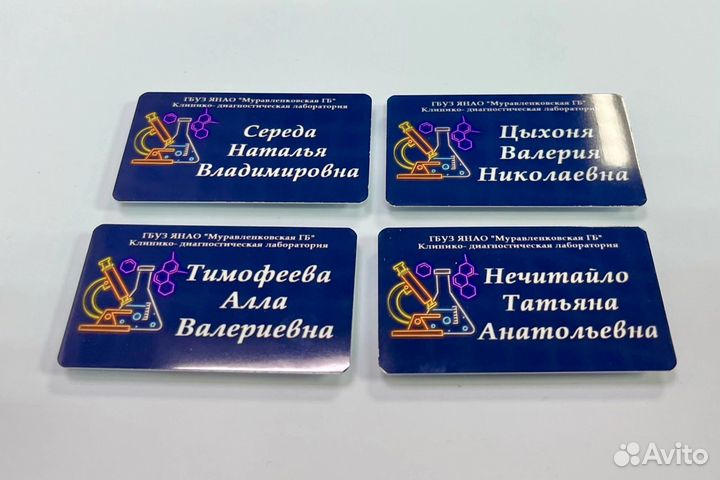 ГБУЗ ЯНАО "Муравленковская ГБ"
Клинико- диагностическая лаборатория
Середа
Наталья
Владимировна
ГБУЗ ЯНАО "Муравленковская ГБ"
Клинико- диагностическая лаборатория
Цыхоня
Валерия
Николаевна
ГБУЗ ЯНАО "Муравленковская ГБ"
Клинико- диагностическая лаборатория
Тимофеева
Алла
Валериевна
ГБУЗ ЯНАО "Муравленковская ГБ"
Клинико- диагностическая лаборатория
Нечитайло
Татьяна
Анатольевна
Avito